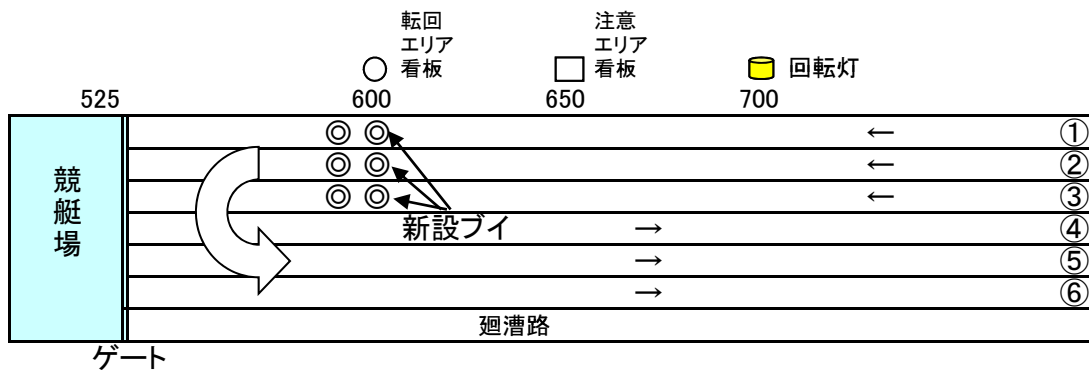 転回
エリア
看板
注意
エリア
看板
回転灯
525
600
650
700
競艇場
←
①
←
②
←
③
新設ブイ
→
④
→
⑤
→
⑥
廻漕路
ゲート